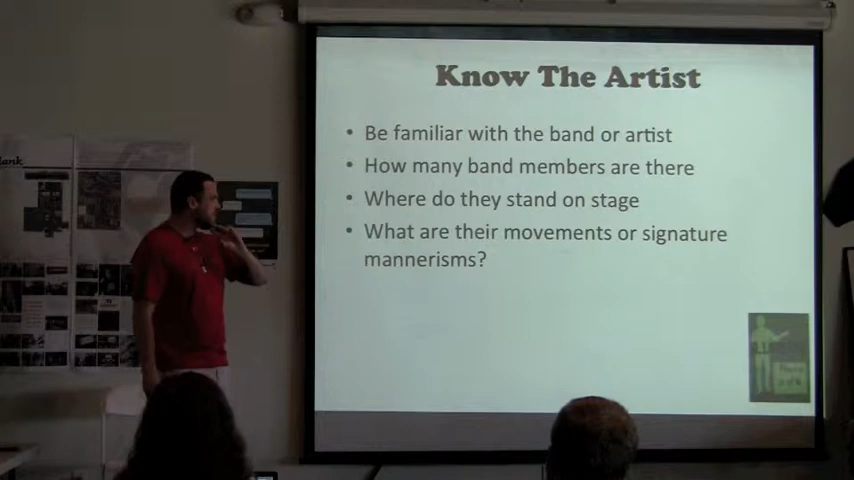 Know The Artist
• Be familiar with the band or artist
• How many band members are there
• Where do they stand on stage
• What are their movements or signature
mannerisms?